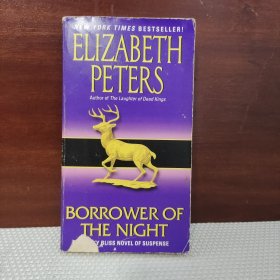 NEW YORK TIMES BESTSELLER!
ELIZABETH
PETERS
Author of The Laughter of Dead Kings
BORROWER OF
THE NIGHT
BLISS NOVEL OF SUSPENSE